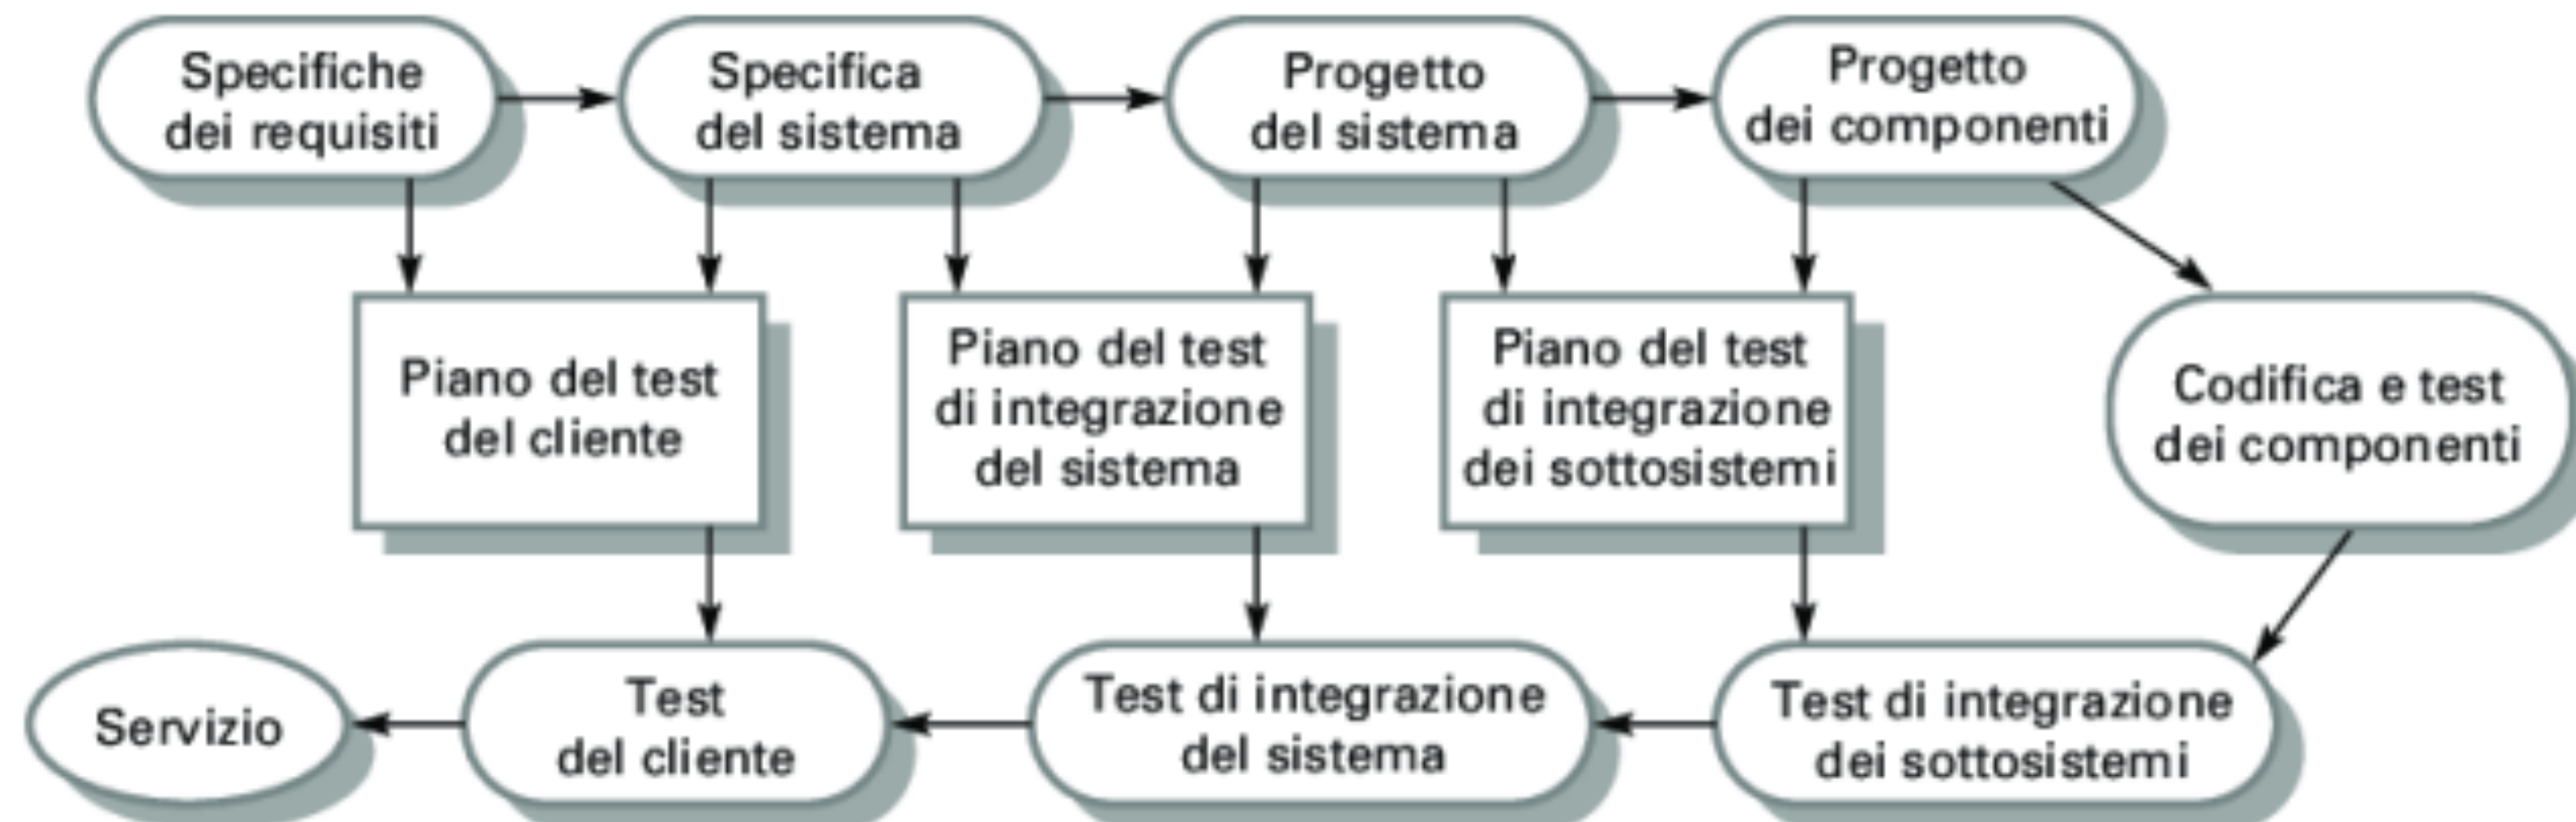 Specifiche
dei requisiti
Specifica
del sistema
Progetto
del sistema
Progetto
dei componenti
Piano del test
del cliente
Piano del test
di integrazione
del sistema
Piano del test
di integrazione
dei sottosistemi
Codifica e test
dei componenti
Servizio
Test
del cliente
Test di integrazione
del sistema
Test di integrazione
dei sottosistemi